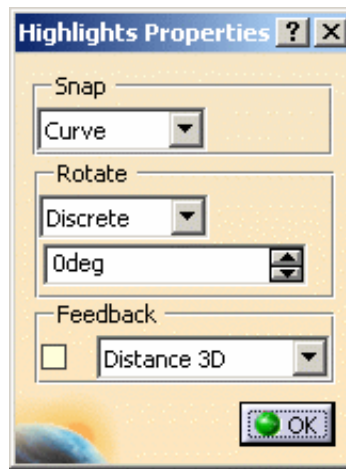 Highlights Properties ? X
Snap
Curve
Rotate
Discrete
0deg
Feedback
Distance 3D
OK